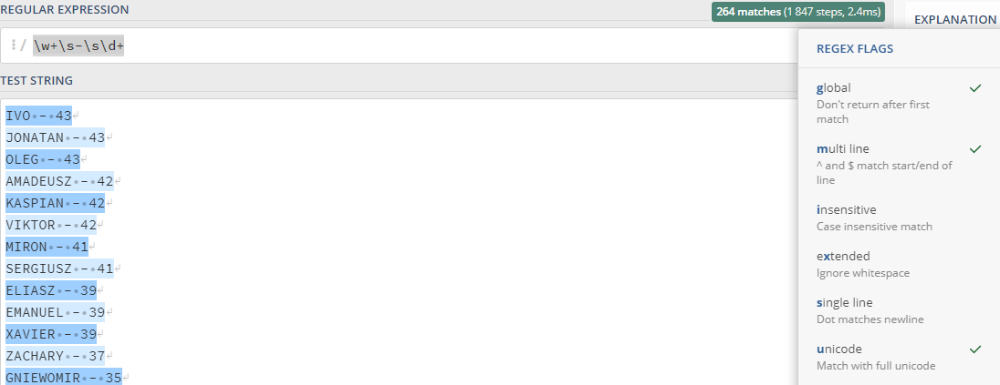 REGULAR EXPRESSION
264 matches (1 847 steps, 2.4ms)
/ \w+\s-\s\d+
TEST STRING
IVO - 43
JONATAN - 43
OLEG - 43
AMADEUSZ - 42
KASPIAN - 42
VIKTOR - 42
MIRON - 41
SERGIUSZ - 41
ELIASZ - 39
EMANUEL - 39
XAVIER - 39
ZACHARY - 37
GNIEWOMIR - 35
EXPLANATION
REGEX FLAGS
global
Don't return after first
match
multi line
^ and $ match start/end of
line
insensitive
Case insensitive match
extended
Ignore whitespace
single line
Dot matches newline
unicode
Match with full unicode